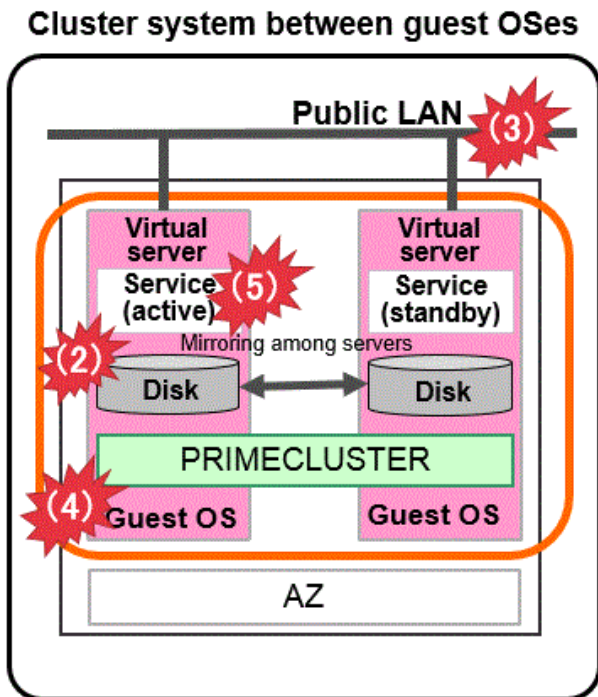 Cluster system between guest OSes
Public LAN
(3)
Virtual
server
Service
(active)
(5)
Virtual
server
Service
(standby)
Mirroring among servers
(2)
Disk
Disk
PRIMECLUSTER
(4)
Guest OS
Guest OS
AZ